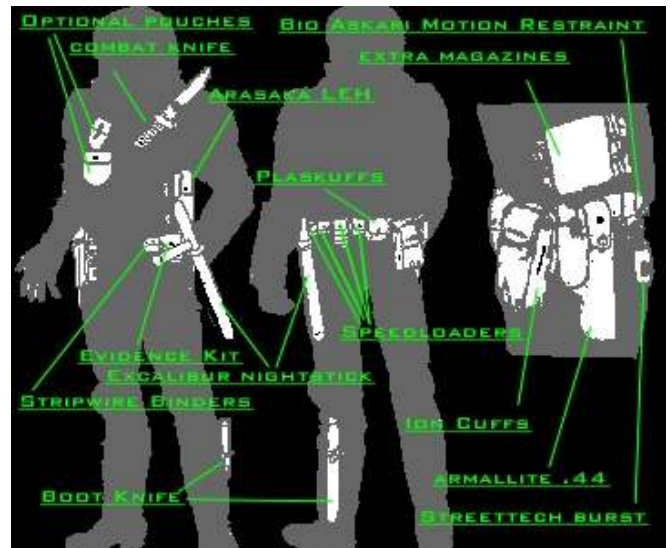 Optional pouches
Bio Askari Motion Restraint
combat knife
extra magazines
Arasaka LEH
Plaskuffs
Speedloaders
Evidence Kit
Excalibur nightstick
Stripwire Binders
Ion Cuffs
armallite .44
Boot Knife
Streettech burst